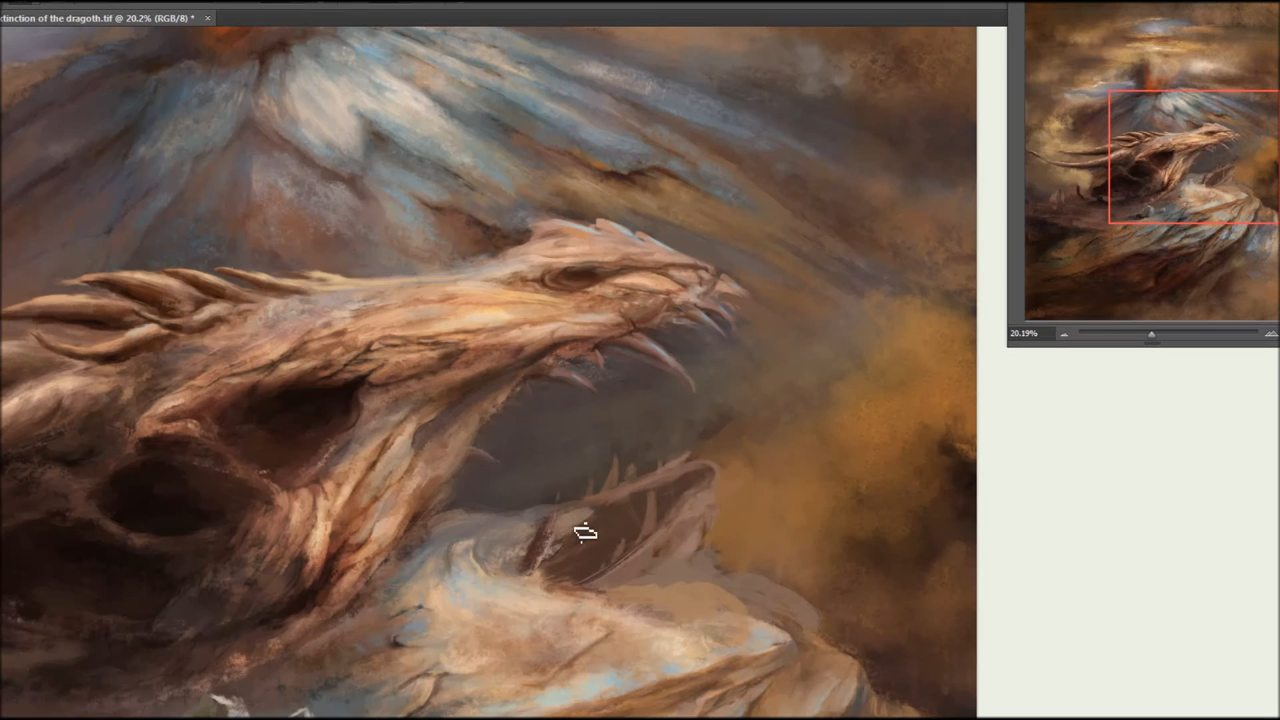 tinction of the dragoth.tif @ 20.2% (RGB/8) *
20.19%